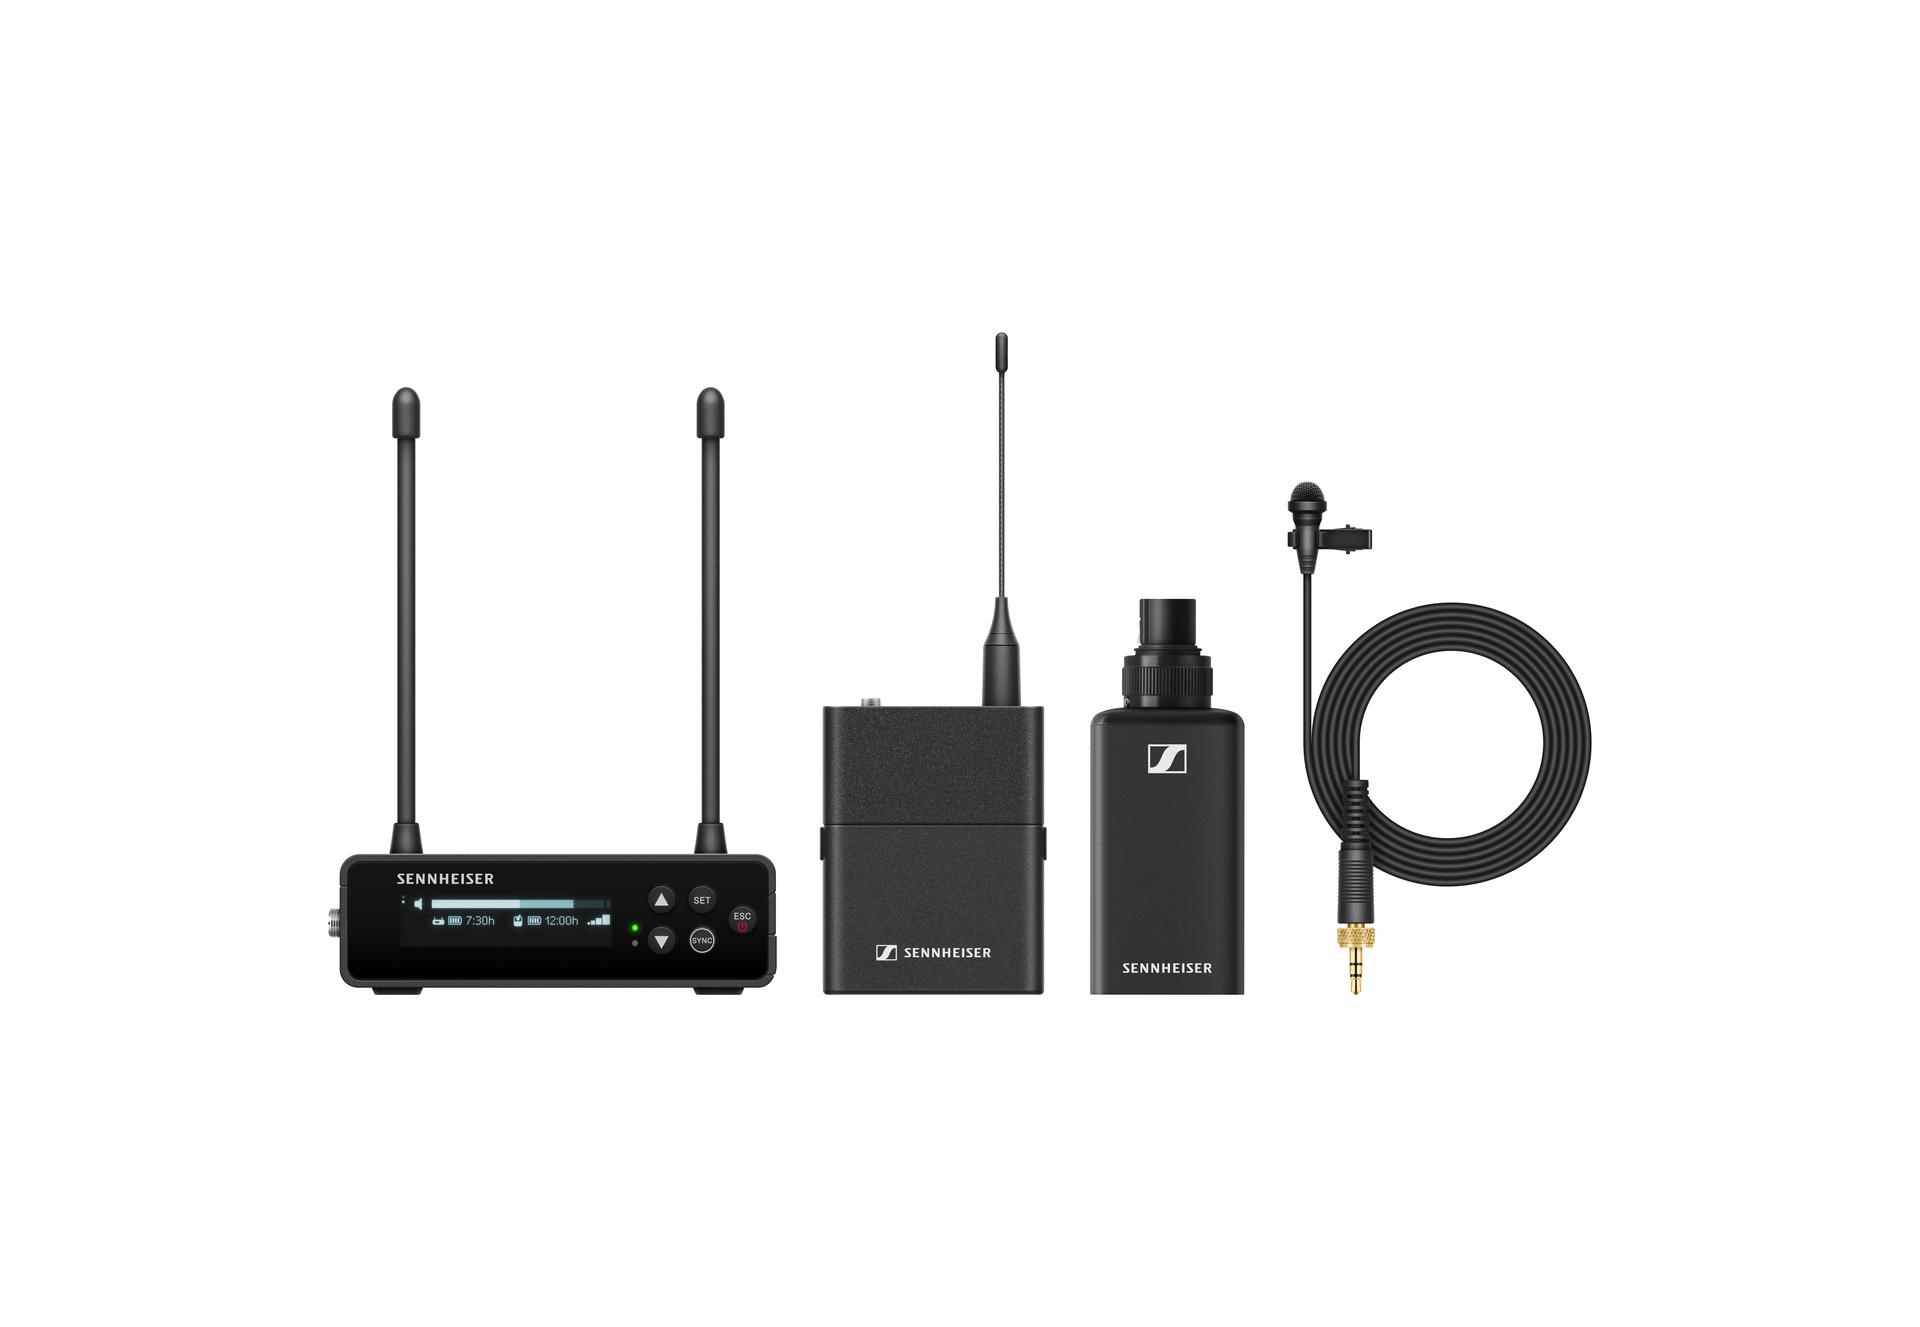 SENNHEISER
7:30h 12:00h
SET
ESC
SYNC
SENNHEISER
SENNHEISER